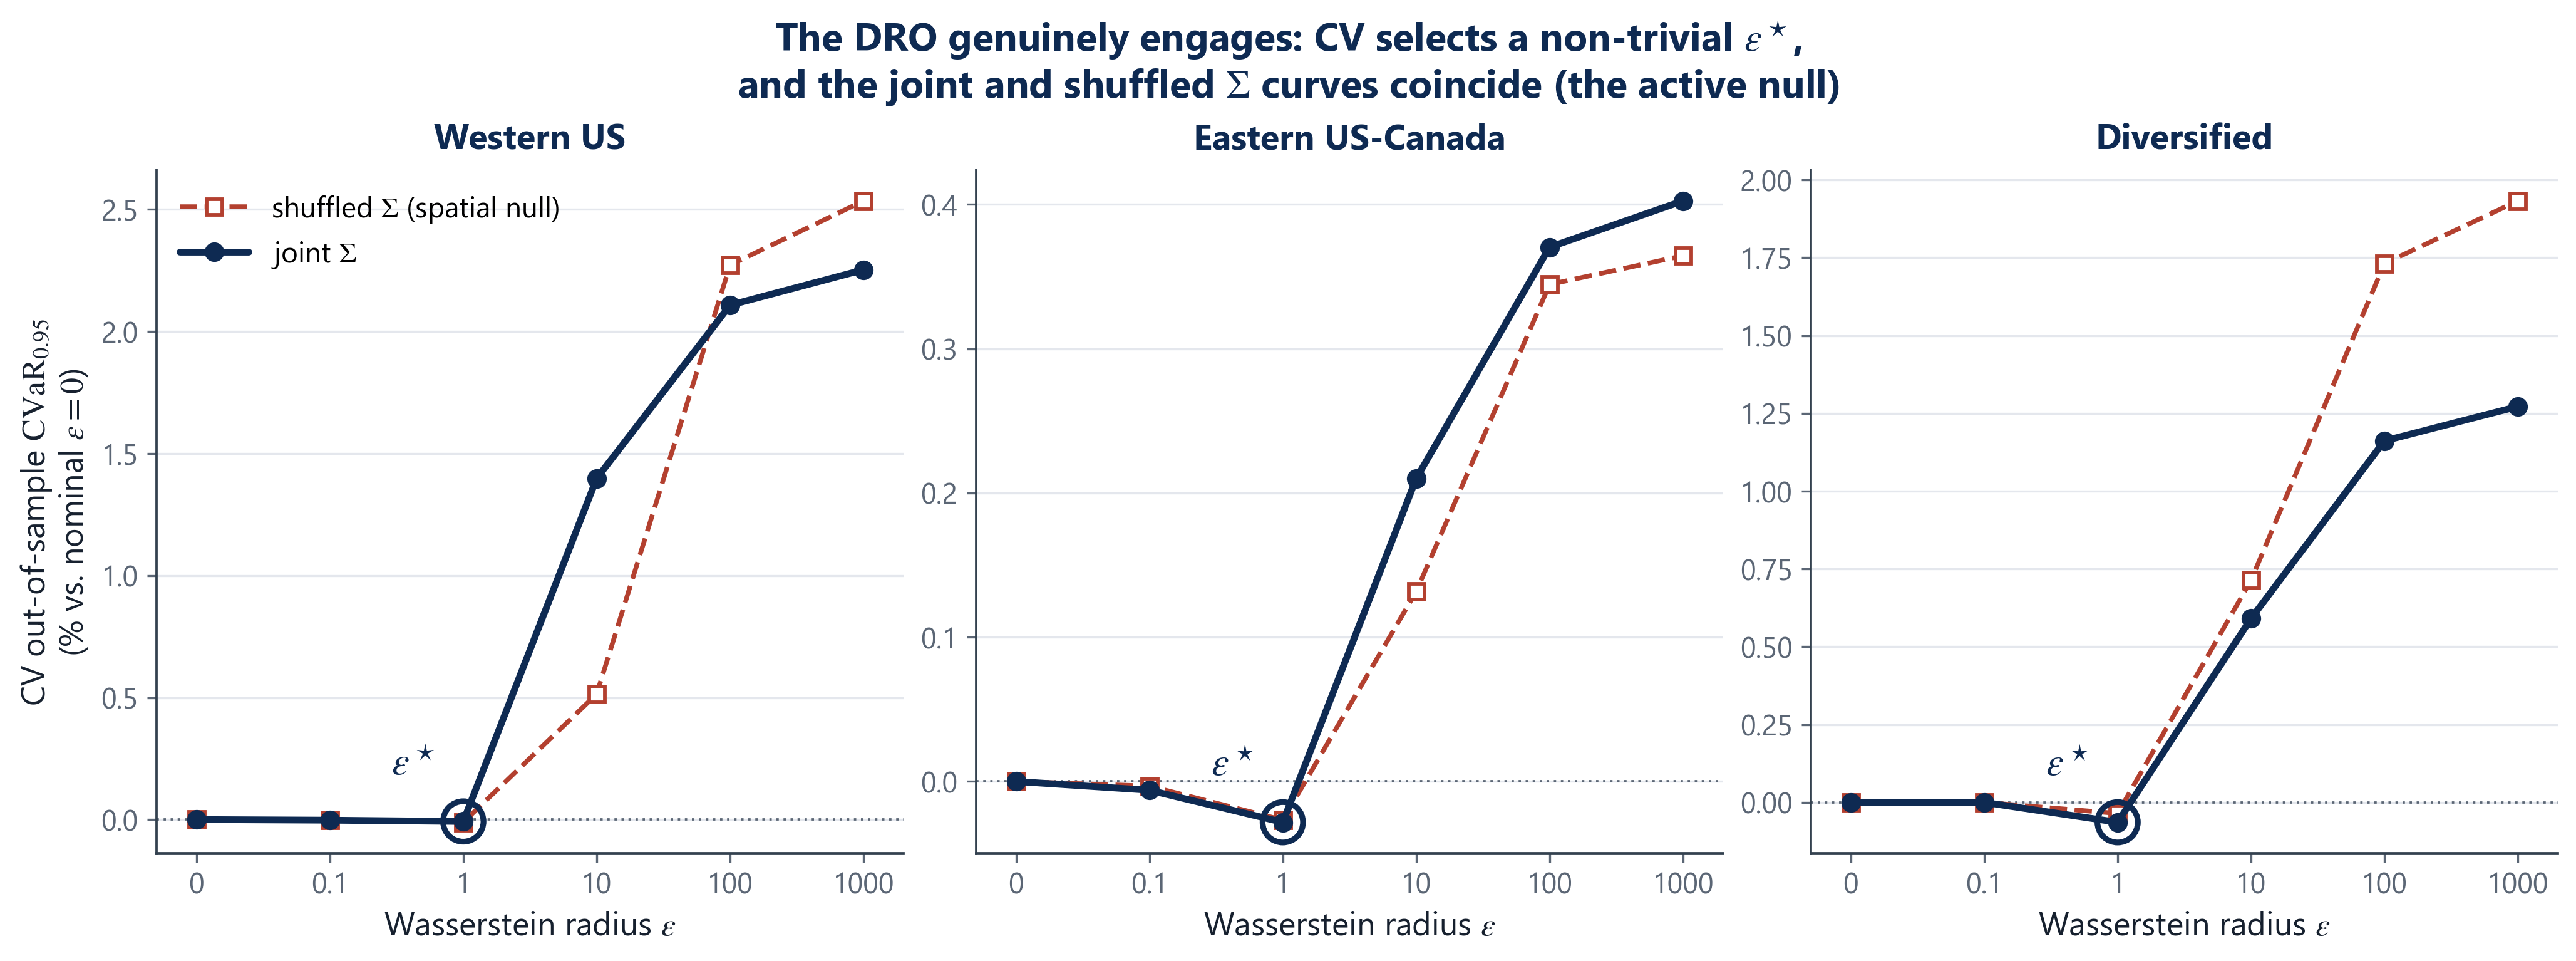 The DRO genuinely engages: CV selects a non-trivial ε★,
and the joint and shuffled Σ curves coincide (the active null)
Western US
Eastern US-Canada
Diversified
CV out-of-sample CVaR0.95
(% vs. nominal ε=0)
shuffled Σ (spatial null)
joint Σ
2.5
2.0
1.5
1.0
0.5
0.0
ε★
0 0.1 1 10 100 1000
Wasserstein radius ε
0.4
0.3
0.2
0.1
0.0
ε★
0 0.1 1 10 100 1000
Wasserstein radius ε
2.00
1.75
1.50
1.25
1.00
0.75
0.50
0.25
0.00
ε★
0 0.1 1 10 100 1000
Wasserstein radius ε